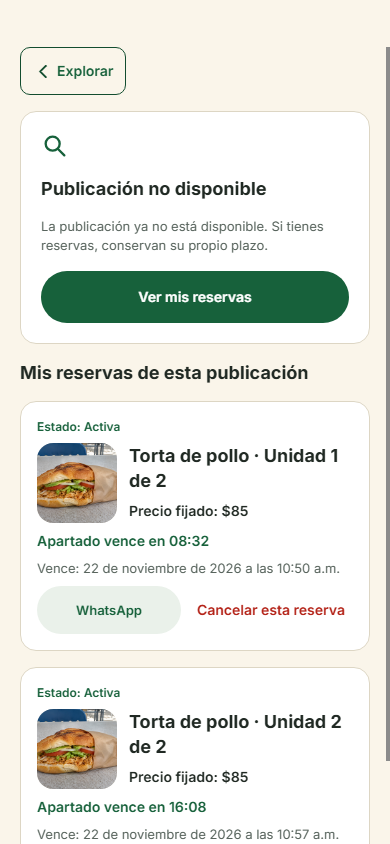 Explorar
Publicación no disponible
La publicación ya no está disponible. Si tienes
reservas, conservan su propio plazo.
Ver mis reservas
Mis reservas de esta publicación
Estado: Activa
Torta de pollo · Unidad 1
de 2
Precio fijado: $85
Apartado vence en 08:32
Vence: 22 de noviembre de 2026 a las 10:50 a.m.
WhatsApp
Cancelar esta reserva
Estado: Activa
Torta de pollo · Unidad 2
de 2
Precio fijado: $85
Apartado vence en 16:08
Vence: 22 de noviembre de 2026 a las 10:57 a.m.